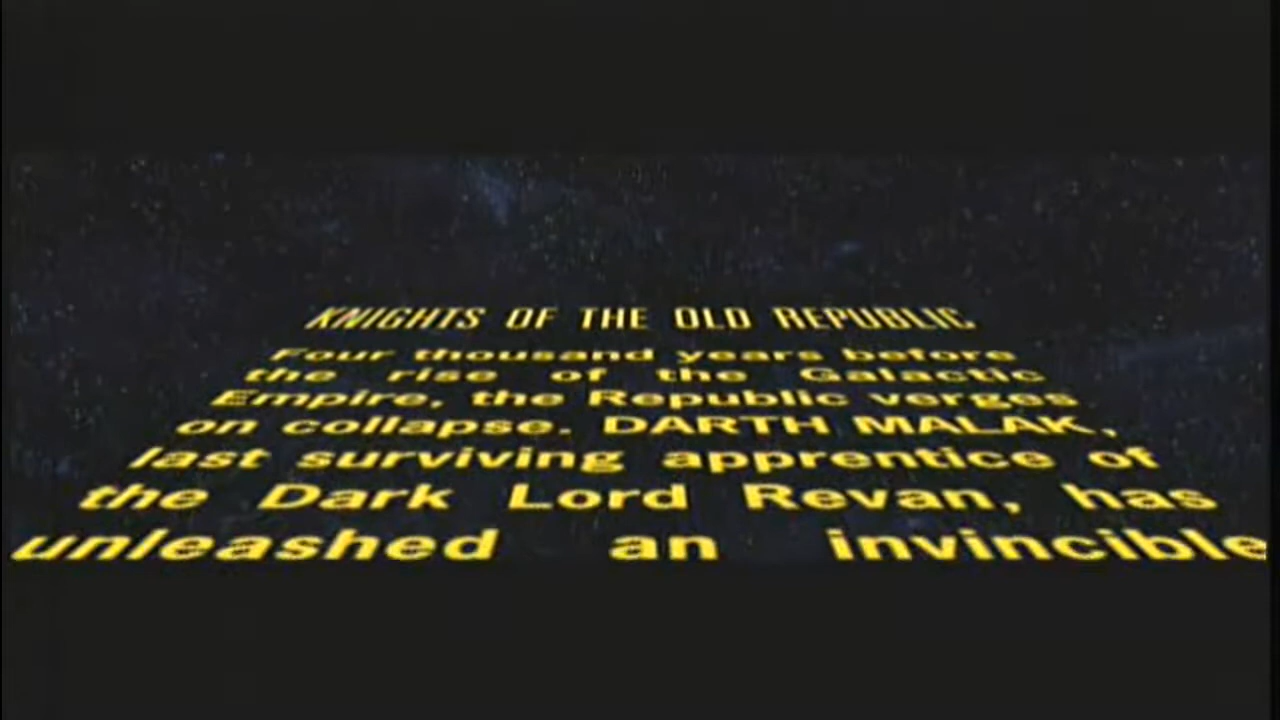 KNIGHTS OF THE OLD REPUBLIC
Four thousand years before
the rise of the Galactic
Empire, the Republic verges
on collapse. DARTH MALAK,
last surviving apprentice of
the Dark Lord Revan, has
unleashed an invincible